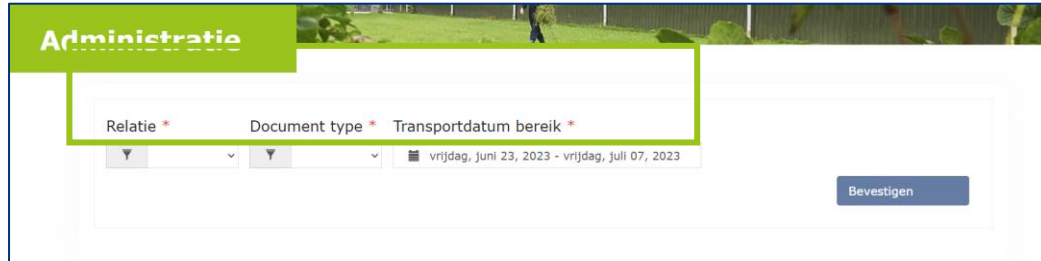 Administratie
Relatie * Document type * Transportdatum bereik *
vrijdag, juni 23, 2023 - vrijdag, juli 07, 2023
Bevestigen